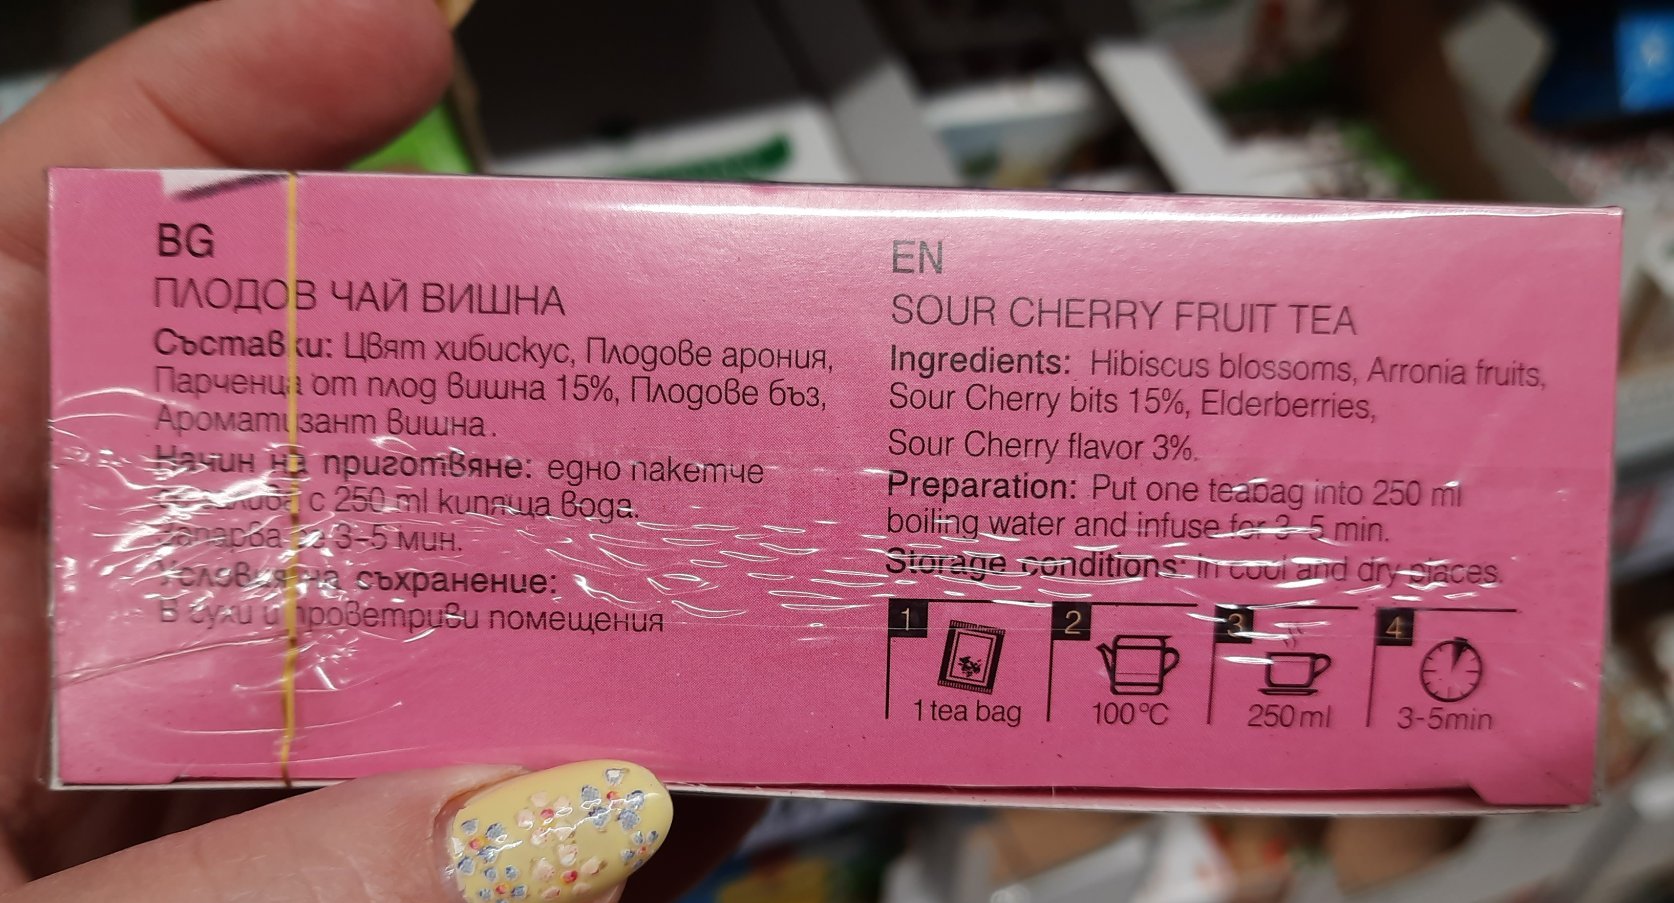 BG
ПЛОДОВ ЧАЙ ВИШНА
Съставки: Цвят хибискус, Плодове арония,
Парченца от плод вишна 15%, Плодове бъз,
Ароматизант вишна.
Начин на приготвяне: едно пакетче
с 250 ml кипяща вода.
3-5 мин.
Условия на съхранение:
В сухи и проветриви помещения
EN
SOUR CHERRY FRUIT TEA
Ingredients: Hibiscus blossoms, Arronia fruits,
Sour Cherry bits 15%, Elderberries,
Sour Cherry flavor 3%.
Preparation: Put one teabag into 250 ml
boiling water and infuse for 3-5 min.
Storage conditions: in cool and dry places.
1
2
3
4
1 tea bag
100°C
250ml
3-5min